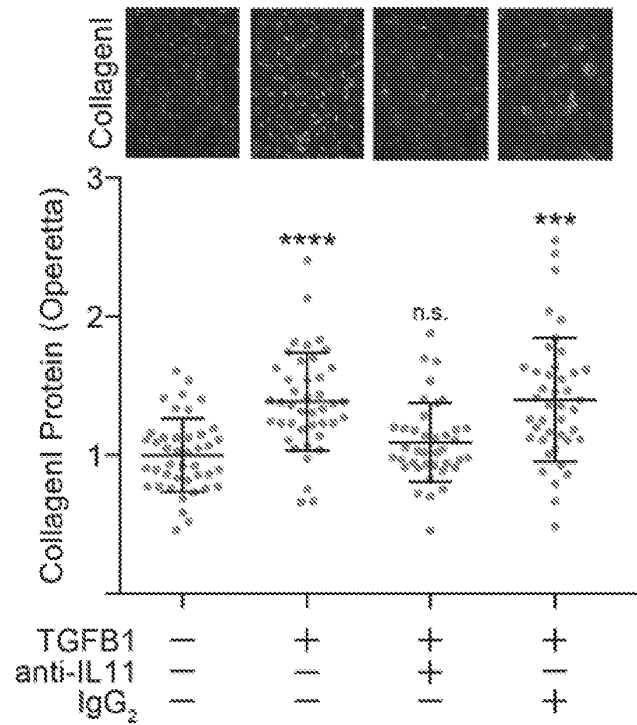 CollagenI
CollagenI Protein (Operetta)
3
2
1
****
n.s.
***
TGFB1 − + + +
anti-IL11 − − + −
IgG₂ − − − +